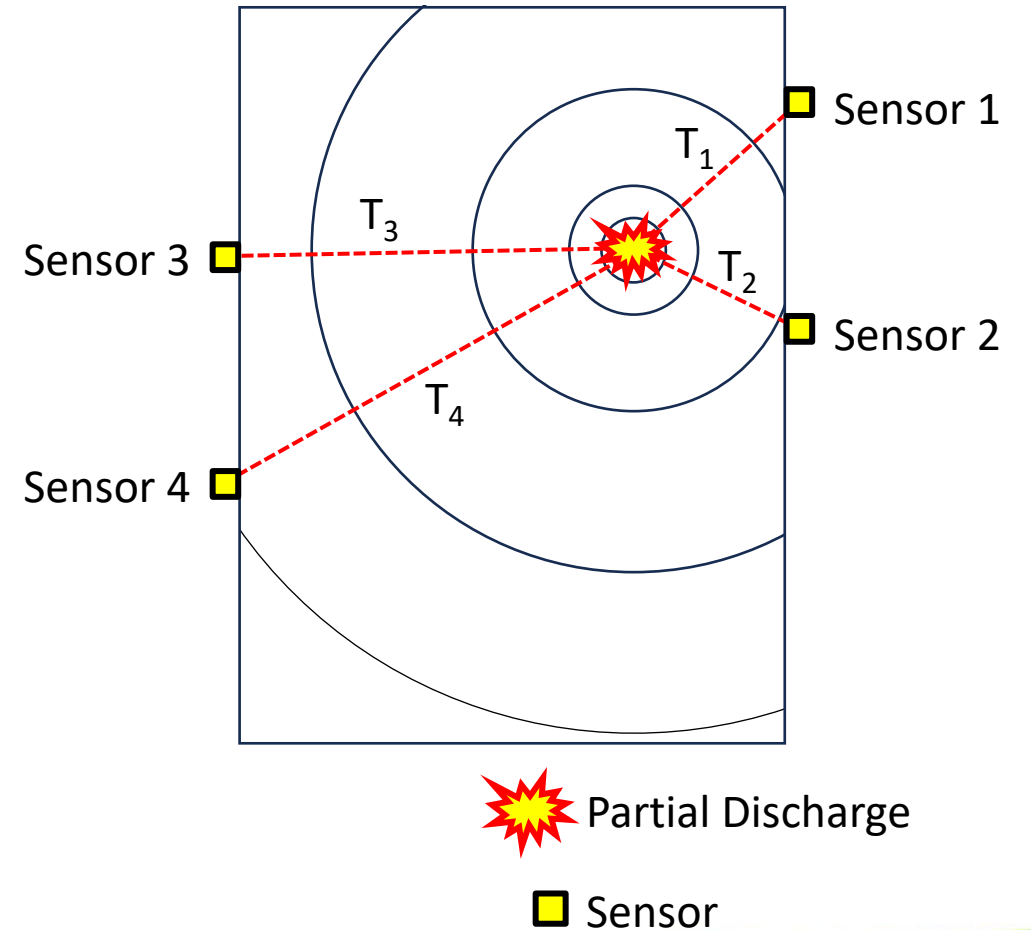 Sensor 1
T1
T3
Sensor 3
T2
Sensor 2
T4
Sensor 4
Partial Discharge
Sensor